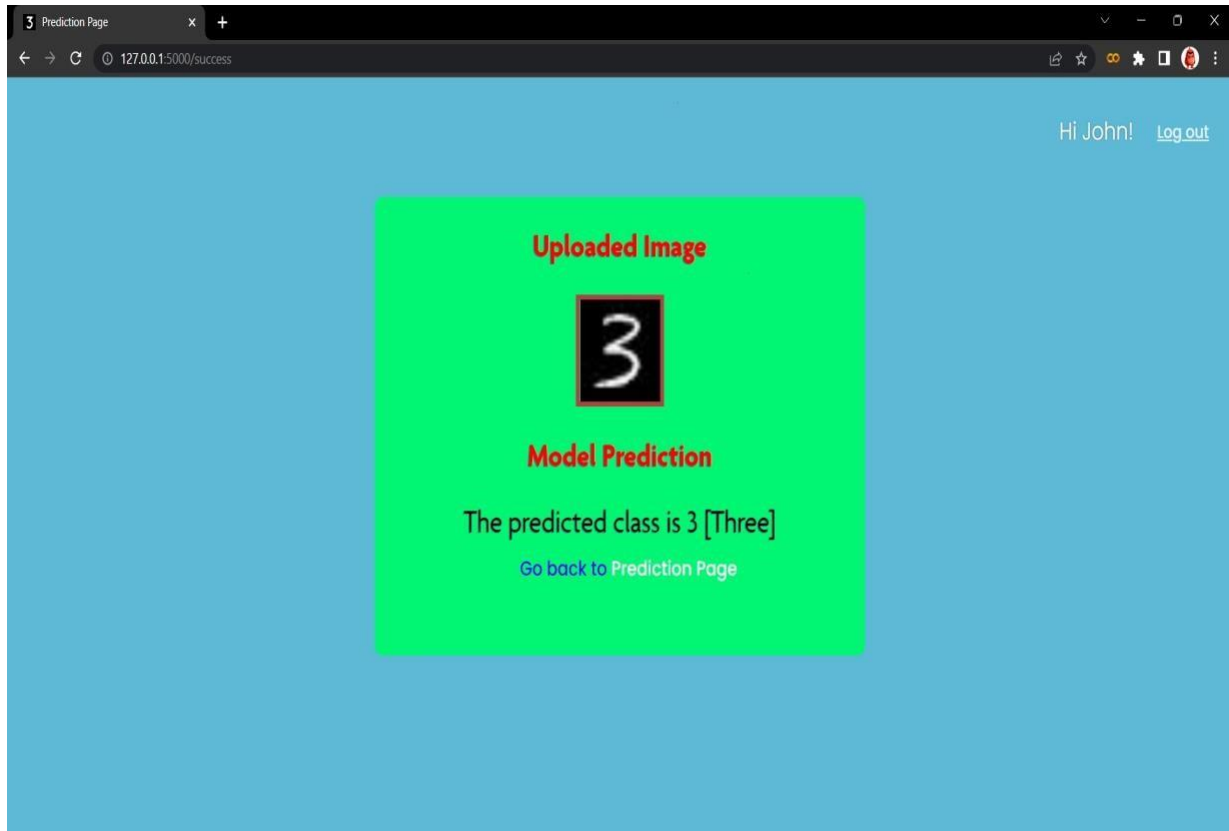 3 Prediction Page
127.0.0.1:5000/success
Hi John! Log out
Uploaded Image
3
Model Prediction
The predicted class is 3 [Three]
Go back to Prediction Page